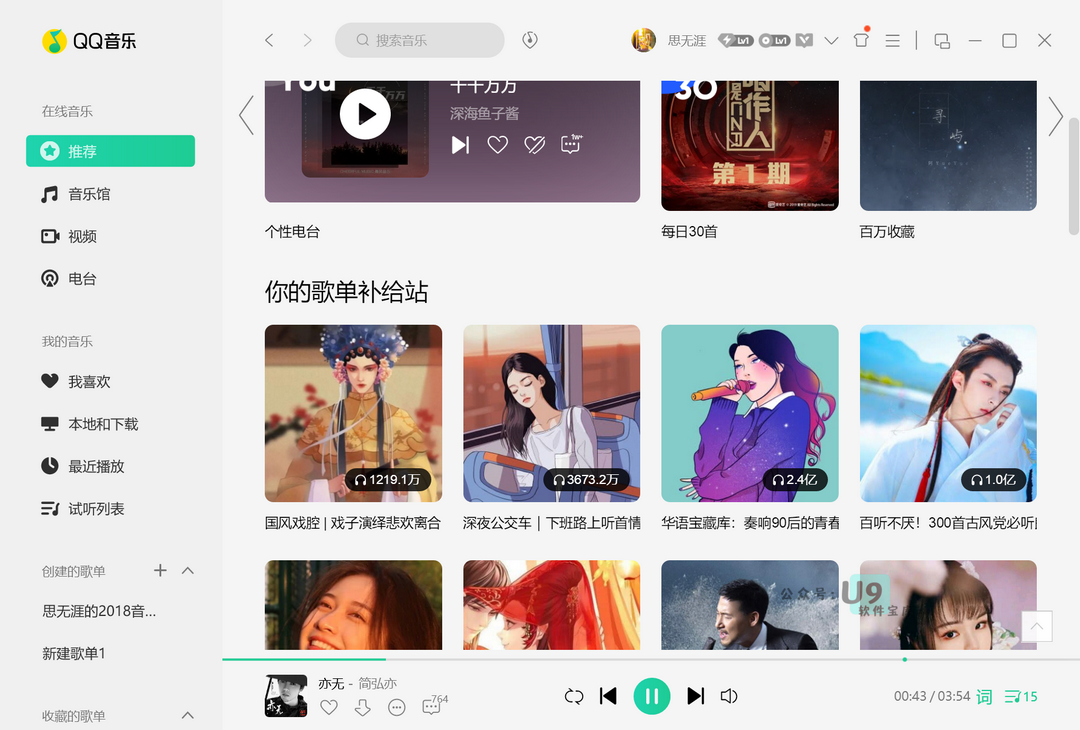 QQ音乐
搜索音乐
思无涯
LV1
LV1
在线音乐
推荐
音乐馆
视频
电台
我的音乐
我喜欢
本地和下载
最近播放
试听列表
创建的歌单
思无涯的2018音...
新建歌单1
收藏的歌单
You
千千万万
深海鱼子酱
1w+
个性电台
30
唱作人
第1期
每日30首
寻
屿
百万收藏
你的歌单补给站
1219.1万
3673.2万
2.4亿
1.0亿
国风戏腔 | 戏子演绎悲欢离合
深夜公交车｜下班路上听首情
华语宝藏库：奏响90后的青春
百听不厌！300首古风党必听
公众号：
U9
软件宝
亦无 - 简弘亦
亦无
764
00:43 / 03:54
词
15